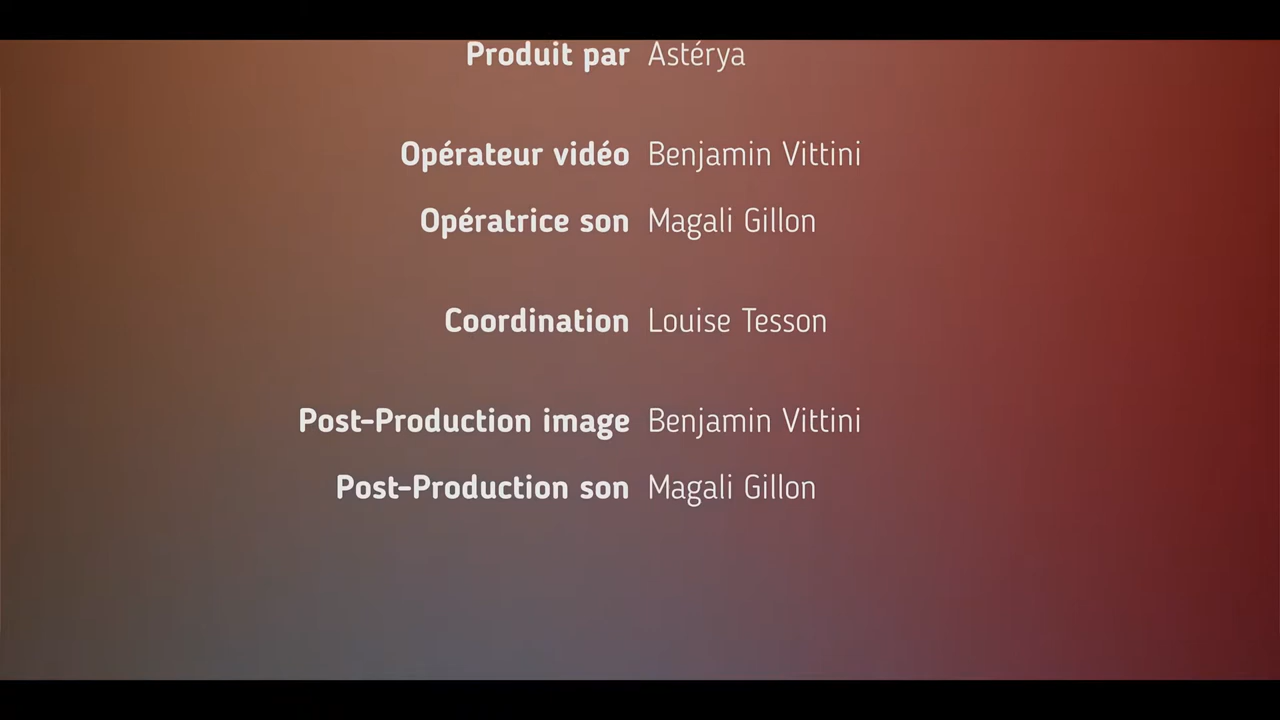 Produit par Astérya
Opérateur vidéo Benjamin Vittini
Opératrice son Magali Gillon
Coordination Louise Tesson
Post-Production image Benjamin Vittini
Post-Production son Magali Gillon